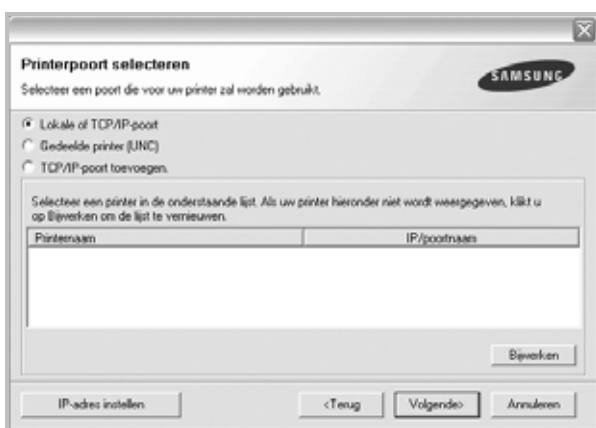 Printerpoort selecteren
Selecteer een poort die voor uw printer zal worden gebruikt.
SAMSUNG
Lokale of TCP/IP-poort
Gedeelde printer (UNC)
TCP/IP-poort toevoegen.
Selecteer een printer in de onderstaande lijst. Als uw printer hieronder niet wordt weergegeven, klikt u
op Bijwerken om de lijst te vernieuwen.
Printernaam IP/poortnaam
Bijwerken
IP-adres instellen <Terug Volgende> Annuleren